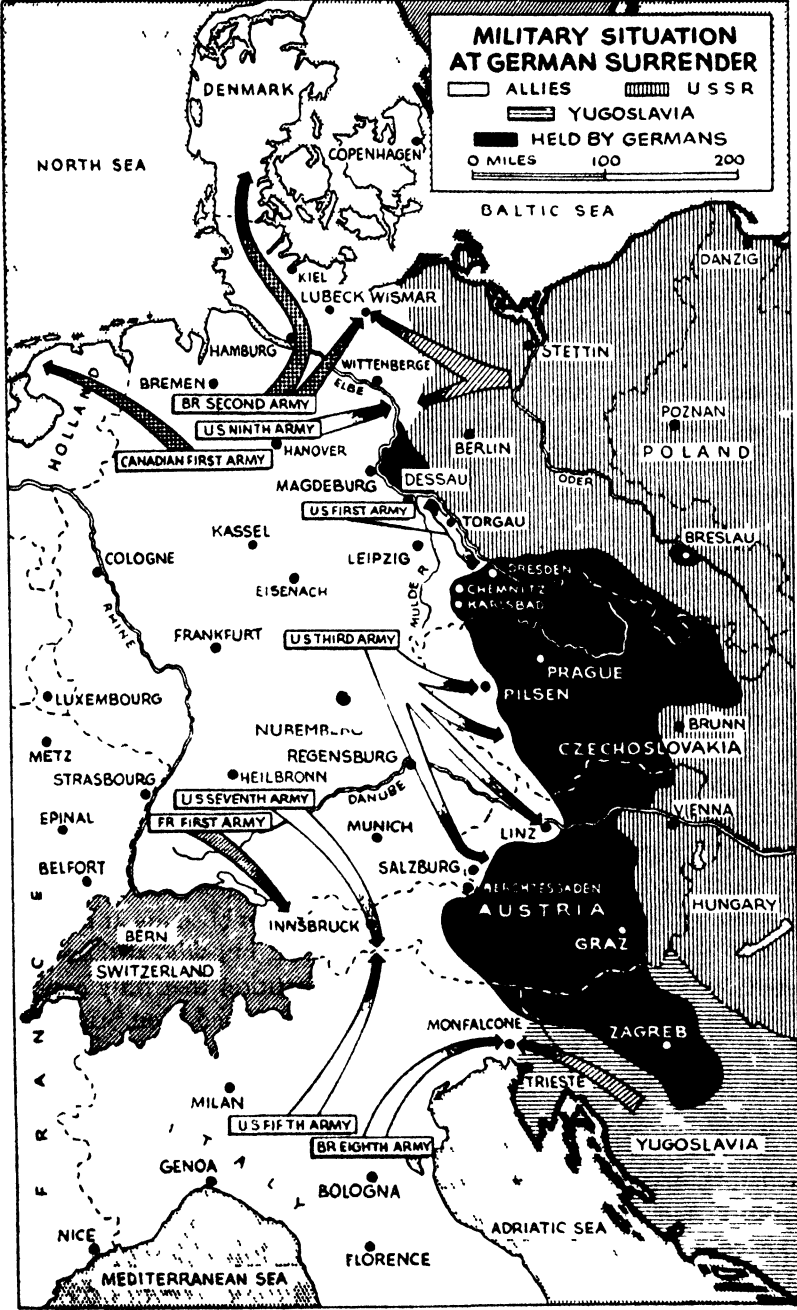 MILITARY SITUATION
AT GERMAN SURRENDER
ALLIES USSR
YUGOSLAVIA
HELD BY GERMANS
0 MILES 100 200
DENMARK
COPENHAGEN
NORTH SEA
BALTIC SEA
DANZIG
KIEL
LUBECK WISMAR
STETTIN
HAMBURG
WITTENBERGE
BREMEN
ELBE
BR SECOND ARMY
HOLLAND
US NINTH ARMY
POZNAN
HANOVER
BERLIN
POLAND
CANADIAN FIRST ARMY
MAGDEBURG
DESSAU
ODER
US FIRST ARMY
TORGAU
KASSEL
BRESLAU
COLOGNE
LEIPZIG
DRESDEN
EISENACH
CHEMNITZ
MULDE R
KARLSBAD
RHINE
FRANKFURT
US THIRD ARMY
PRAGUE
LUXEMBOURG
PILSEN
NUREMBERG
BRUNN
METZ
CZECHOSLOVAKIA
REGENSBURG
STRASBOURG
HEILBRONN
US SEVENTH ARMY
DANUBE
EPINAL
FR FIRST ARMY
MUNICH
LINZ
VIENNA
BELFORT
SALZBURG
BERCHTESGADEN
HUNGARY
AUSTRIA
INNSBRUCK
BERN
GRAZ
SWITZERLAND
FRANCE
MONFALCONE
ZAGREB
TRIESTE
MILAN
US FIFTH ARMY
BR EIGHTH ARMY
YUGOSLAVIA
ITALY
GENOA
BOLOGNA
NICE
ADRIATIC SEA
FLORENCE
MEDITERRANEAN SEA